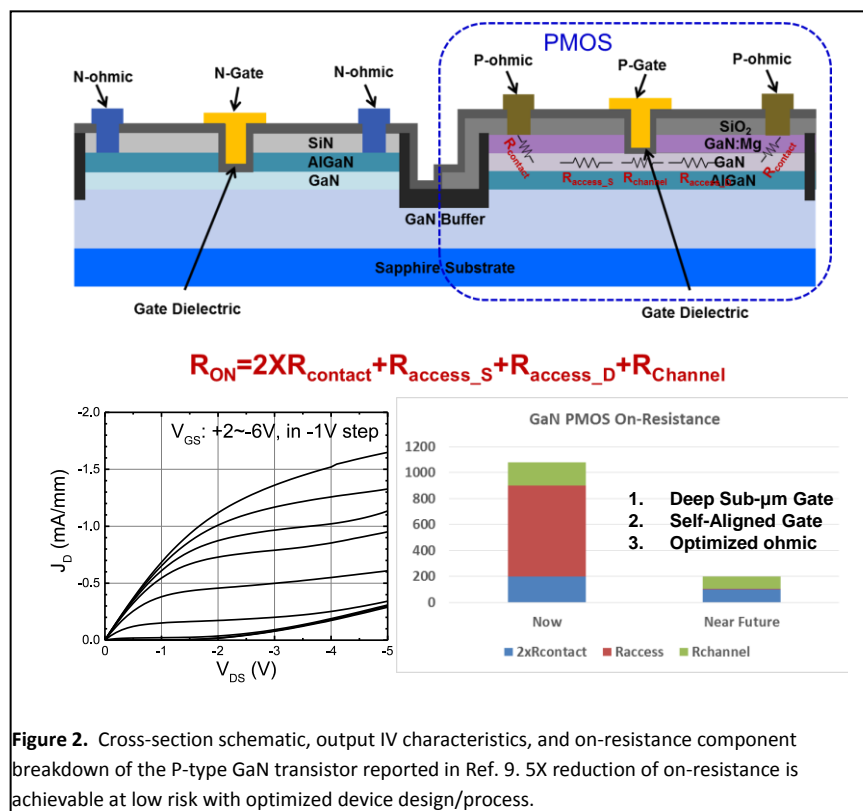 PMOS
N-ohmic
N-Gate
N-ohmic
P-ohmic
P-Gate
P-ohmic
SiN
AlGaN
GaN
SiO2
GaN:Mg
GaN
AlGaN
Rcontact
Raccess_S
Rchannel
Raccess_D
Rcontact
GaN Buffer
Sapphire Substrate
Gate Dielectric
Gate Dielectric
RON=2XRcontact+Raccess_S+Raccess_D+RChannel
VGS: +2~-6V, in -1V step
JD (mA/mm)
-2.0
-1.5
-1.0
-0.5
0.0
0
-1
-2
-3
-4
-5
VDS (V)
GaN PMOS On-Resistance
1200
1000
800
600
400
200
0
1. Deep Sub-µm Gate
2. Self-Aligned Gate
3. Optimized ohmic
Now
Near Future
2xRcontact
Raccess
Rchannel
Figure 2. Cross-section schematic, output IV characteristics, and on-resistance component
breakdown of the P-type GaN transistor reported in Ref. 9. 5X reduction of on-resistance is
achievable at low risk with optimized device design/process.